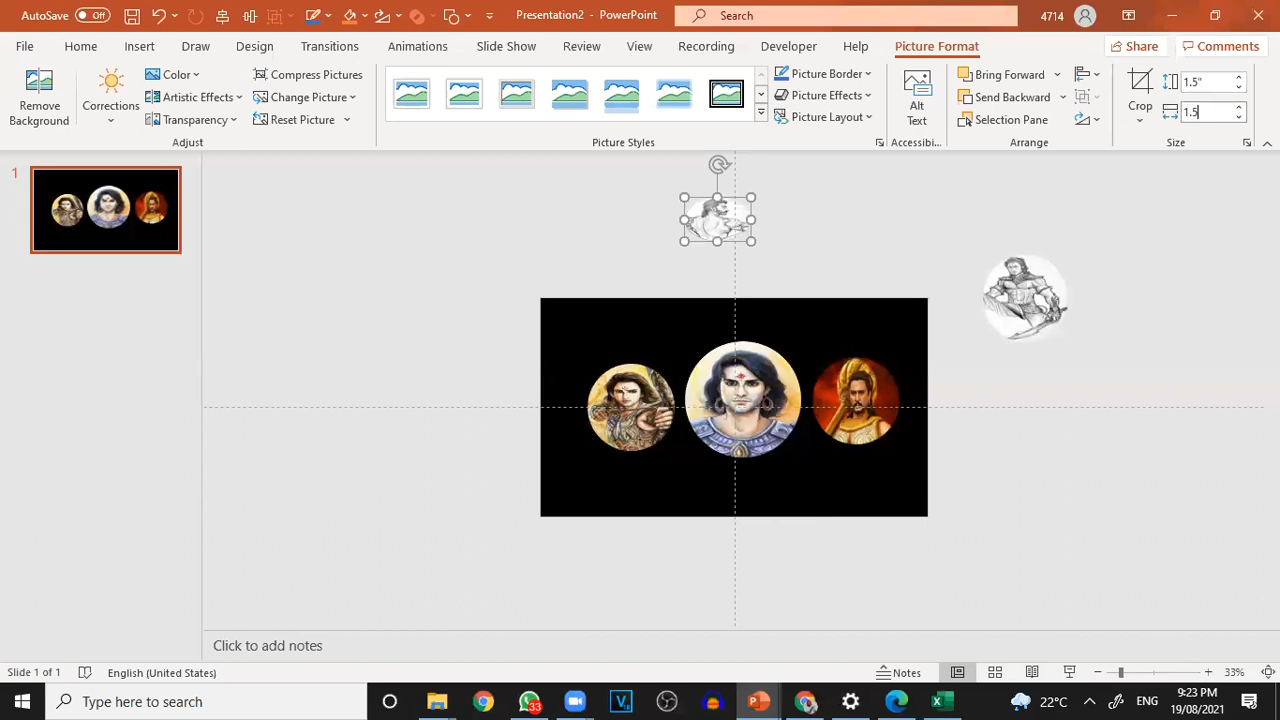 AutoSave Off Presentation2 - PowerPoint Search 4714
File Home Insert Draw Design Transitions Animations Slide Show Review View Recording Developer Help Picture Format Share Comments
Remove Background
Corrections
Color
Artistic Effects
Transparency
Compress Pictures
Change Picture
Reset Picture
Adjust
Picture Border
Picture Effects
Picture Layout
Picture Styles
Alt Text
Accessibi...
Bring Forward
Send Backward
Selection Pane
Arrange
Crop
1.5"
1.5
Size
1
Click to add notes
Slide 1 of 1 English (United States) Notes 33%
Type here to search 33 22°C ENG 9:23 PM
19/08/2021